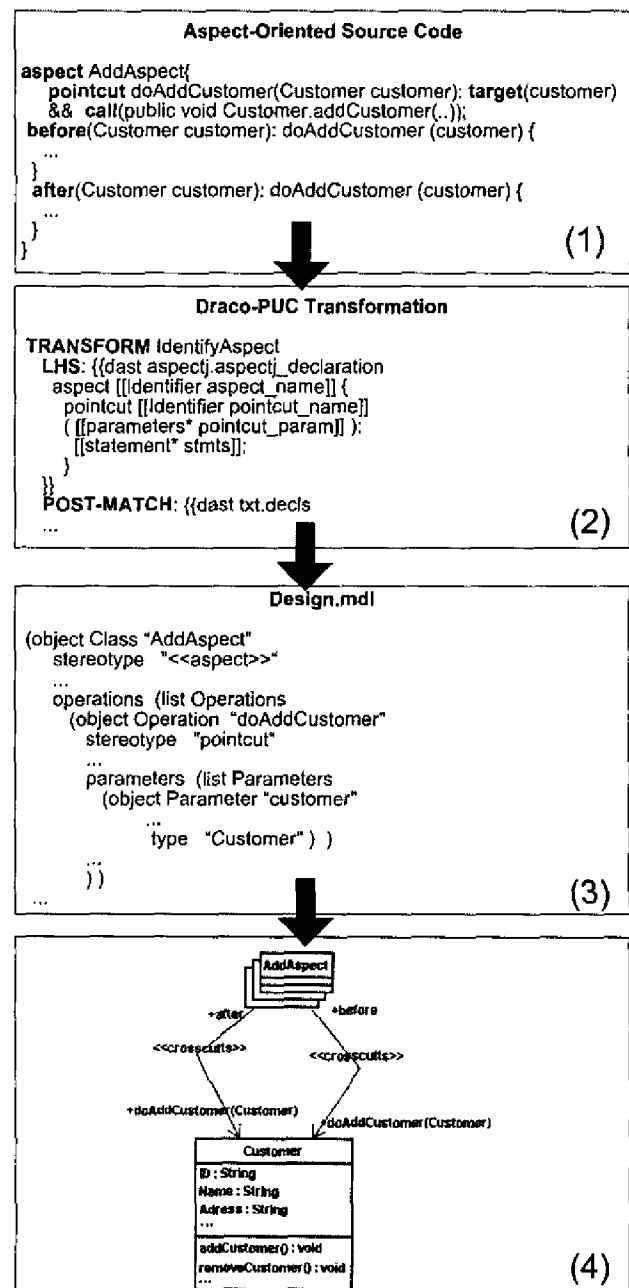 Aspect-Oriented Source Code
aspect AddAspect{
pointcut doAddCustomer(Customer customer): target(customer)
&& call(public void Customer.addCustomer(..));
before(Customer customer): doAddCustomer (customer) {
...
}
after(Customer customer): doAddCustomer (customer) {
...
}
}
(1)
Draco-PUC Transformation
TRANSFORM IdentifyAspect
LHS: {{dast aspectj.aspectj_declaration
aspect [[Identifier aspect_name]] {
pointcut [[Identifier pointcut_name]]
( [[parameters* pointcut_param]] ):
[[statement* stmts]];
}
}}
POST-MATCH: {{dast txt.decls
...
(2)
Design.mdl
(object Class "AddAspect"
stereotype "<<aspect>>"
...
operations (list Operations
(object Operation "doAddCustomer"
stereotype "pointcut"
...
parameters (list Parameters
(object Parameter "customer"
...
type "Customer" ) )
...
) )
...
(3)
AddAspect
+after +before
<<crosscuts>> <<crosscuts>>
+doAddCustomer(Customer)
+doAddCustomer(Customer)
Customer
ID : String
Name : String
Adress : String
...
addCustomer() : void
removeCustomer() : void
...
(4)